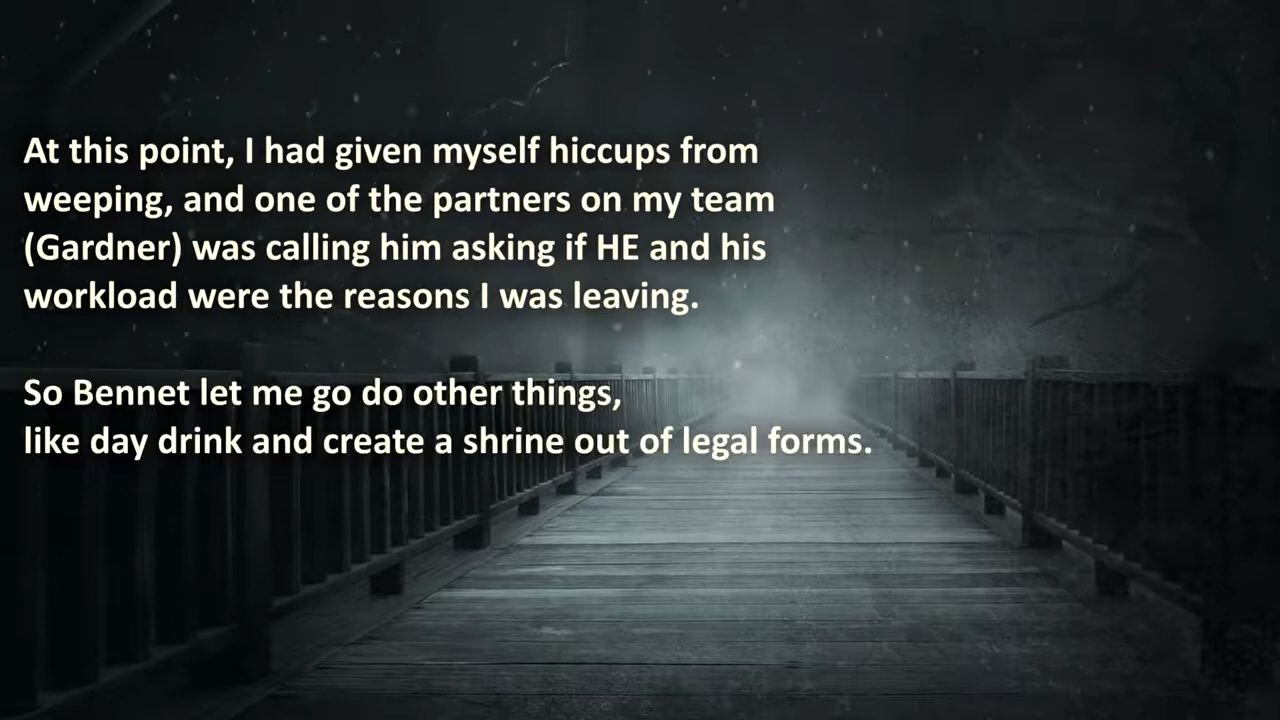 At this point, I had given myself hiccups from
weeping, and one of the partners on my team
(Gardner) was calling him asking if HE and his
workload were the reasons I was leaving.
So Bennet let me go do other things,
like day drink and create a shrine out of legal forms.